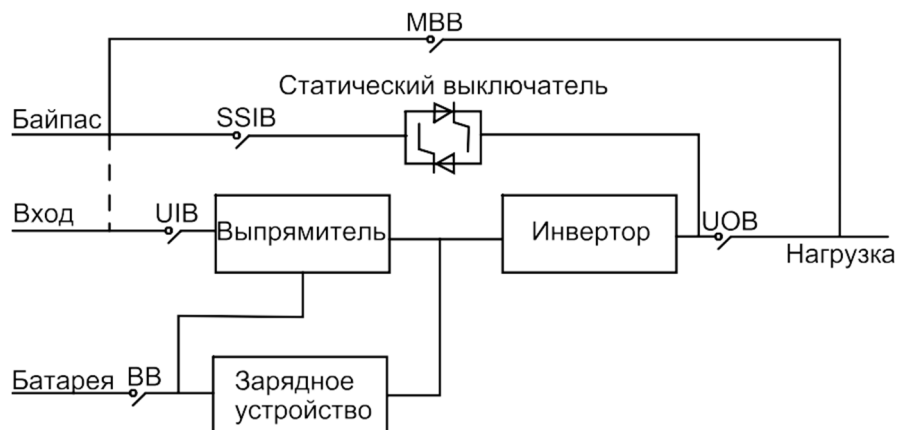 MBB
Статический выключатель
Байпас
SSIB
Вход
UIB
Выпрямитель
Инвертор
UOB
Нагрузка
Батарея
BB
Зарядное
устройство